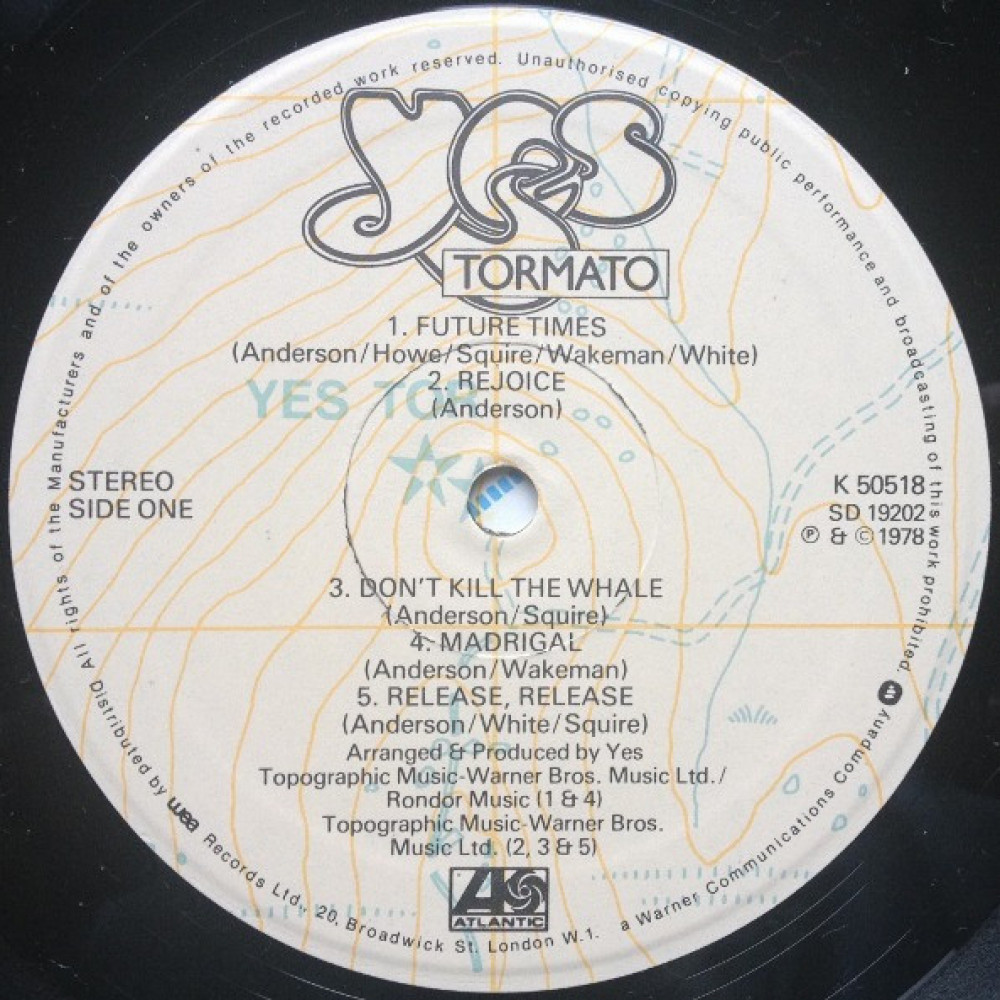 All rights of the Manufacturers and of the owners of the recorded work reserved. Unauthorised copying public performance and broadcasting of this work prohibited.
YES
TORMATO
1. FUTURE TIMES
(Anderson/Howe/Squire/Wakeman/White)
2. REJOICE
(Anderson)
YES TOR
STEREO
SIDE ONE
K 50518
SD 19202
℗ & © 1978
3. DON'T KILL THE WHALE
(Anderson/Squire)
4. MADRIGAL
(Anderson/Wakeman)
5. RELEASE, RELEASE
(Anderson/White/Squire)
Arranged & Produced by Yes
Topographic Music-Warner Bros. Music Ltd./
Rondor Music (1 & 4)
Topographic Music-Warner Bros.
Music Ltd. (2, 3 & 5)
ATLANTIC
Distributed by wea Records Ltd., 20, Broadwick St. London W.1. a Warner Communications Company